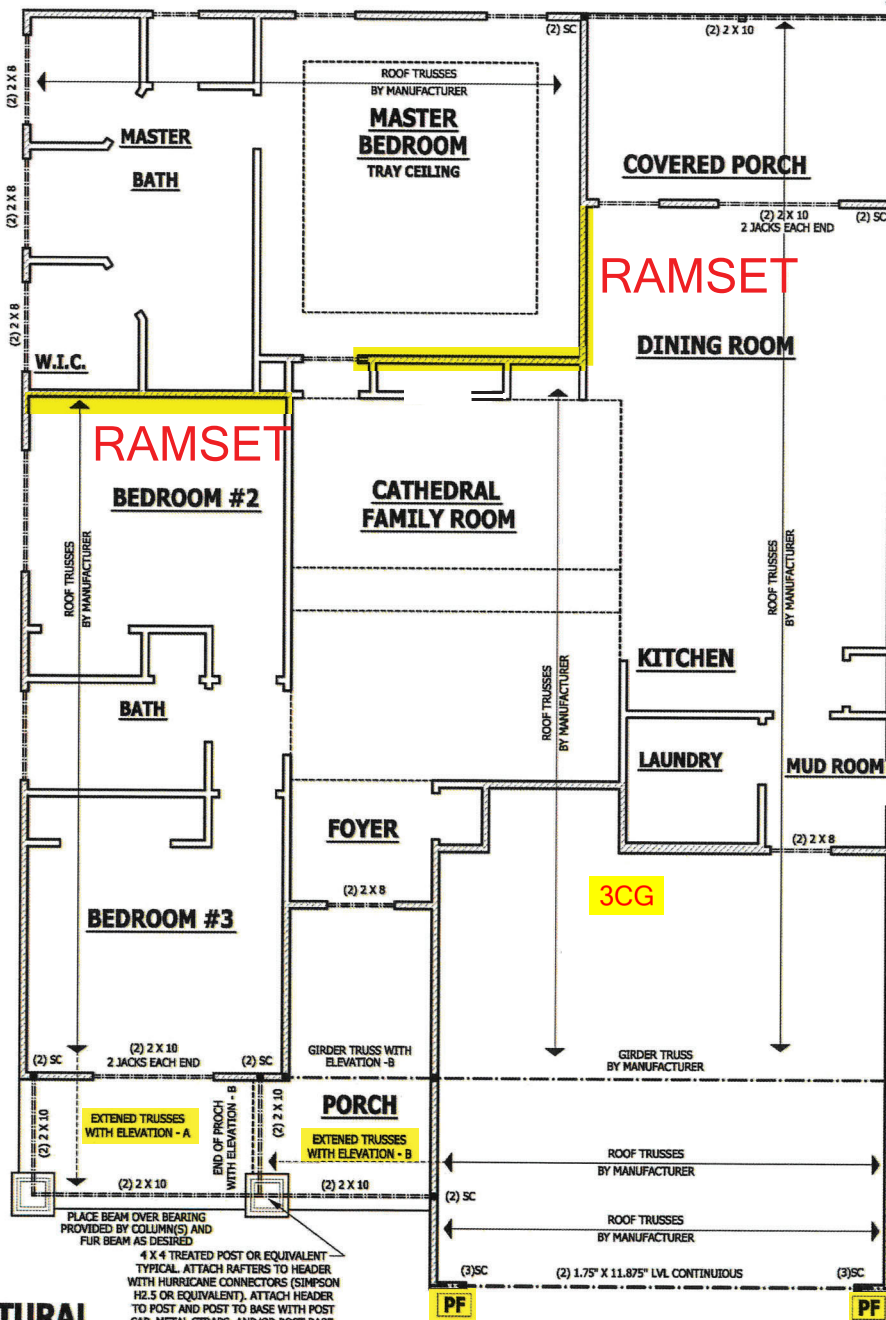 (2) SC
(2) 2 X 10
(2) 2 X 8
ROOF TRUSSES
BY MANUFACTURER
MASTER
BEDROOM
TRAY CEILING
MASTER
BATH
COVERED PORCH
(2) 2 X 8
(2) 2 X 10
2 JACKS EACH END
(2) SC
RAMSET
(2) 2 X 8
DINING ROOM
W.I.C.
RAMSET
BEDROOM #2
CATHEDRAL
FAMILY ROOM
ROOF TRUSSES
BY MANUFACTURER
ROOF TRUSSES
BY MANUFACTURER
KITCHEN
ROOF TRUSSES
BY MANUFACTURER
BATH
LAUNDRY
MUD ROOM
FOYER
(2) 2 X 8
(2) 2 X 8
3CG
BEDROOM #3
(2) SC
(2) 2 X 10
2 JACKS EACH END
(2) SC
GIRDER TRUSS WITH
ELEVATION -B
GIRDER TRUSS
BY MANUFACTURER
(2) 2 X 10
EXTENED TRUSSES
WITH ELEVATION - A
END OF PROCH
WITH ELEVATION - B
(2) 2 X 10
PORCH
EXTENED TRUSSES
WITH ELEVATION - B
ROOF TRUSSES
BY MANUFACTURER
(2) 2 X 10
(2) 2 X 10
(2) SC
PLACE BEAM OVER BEARING
PROVIDED BY COLUMN(S) AND
FUR BEAM AS DESIRED
ROOF TRUSSES
BY MANUFACTURER
4 X 4 TREATED POST OR EQUIVALENT
TYPICAL. ATTACH RAFTERS TO HEADER
WITH HURRICANE CONNECTORS (SIMPSON
H2.5 OR EQUIVALENT). ATTACH HEADER
TO POST AND POST TO BASE WITH POST
(3)SC
(2) 1.75" X 11.875" LVL CONTINUIOUS
(3)SC
PF
PF